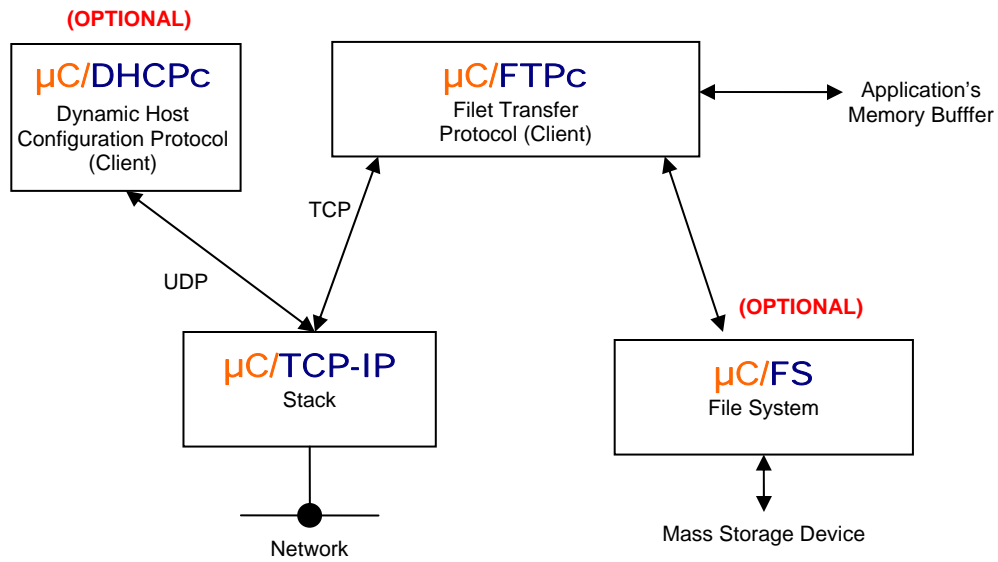 (OPTIONAL)
µC/DHCPc
Dynamic Host
Configuration Protocol
(Client)
µC/FTPc
Filet Transfer
Protocol (Client)
Application's
Memory Bufffer
TCP
UDP
(OPTIONAL)
µC/TCP-IP
Stack
µC/FS
File System
Network
Mass Storage Device